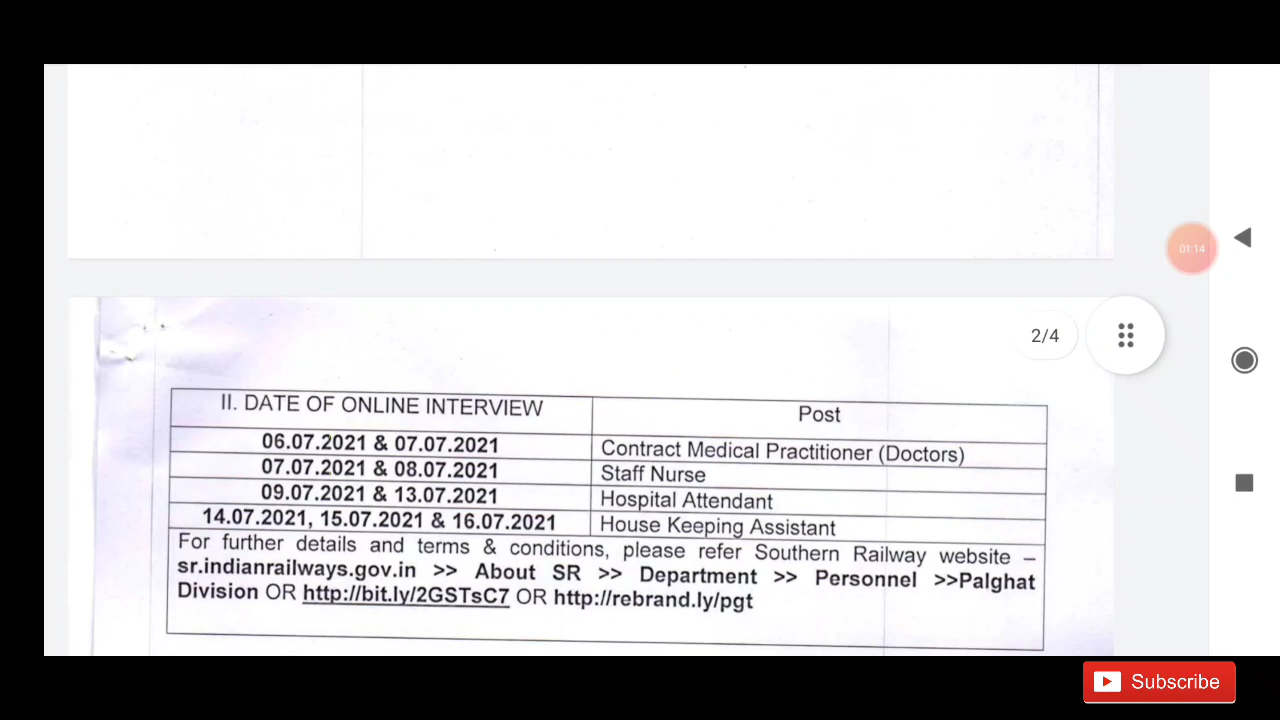 01:14
2/4
II. DATE OF ONLINE INTERVIEW Post
06.07.2021 & 07.07.2021 Contract Medical Practitioner (Doctors)
07.07.2021 & 08.07.2021 Staff Nurse
09.07.2021 & 13.07.2021 Hospital Attendant
14.07.2021, 15.07.2021 & 16.07.2021 House Keeping Assistant
For further details and terms & conditions, please refer Southern Railway website –
sr.indianrailways.gov.in >> About SR >> Department >> Personnel >>Palghat
Division OR http://bit.ly/2GSTsC7 OR http://rebrand.ly/pgt
Subscribe